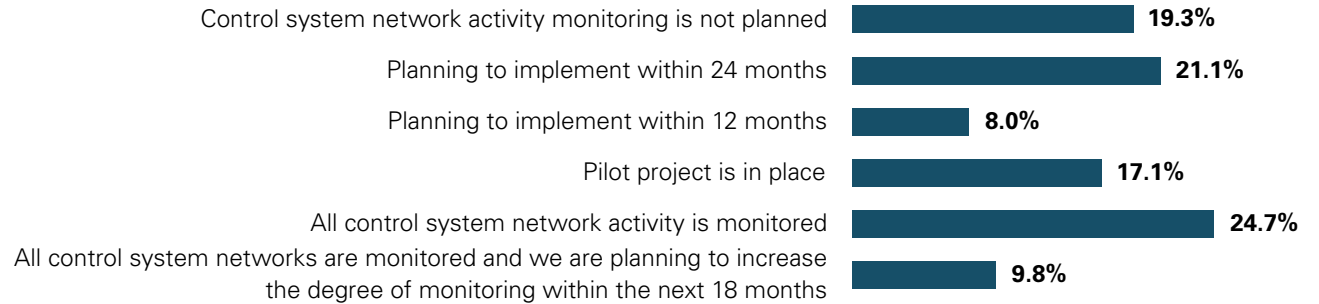 Control system network activity monitoring is not planned 19.3%
Planning to implement within 24 months 21.1%
Planning to implement within 12 months 8.0%
Pilot project is in place 17.1%
All control system network activity is monitored 24.7%
All control system networks are monitored and we are planning to increase
the degree of monitoring within the next 18 months 9.8%